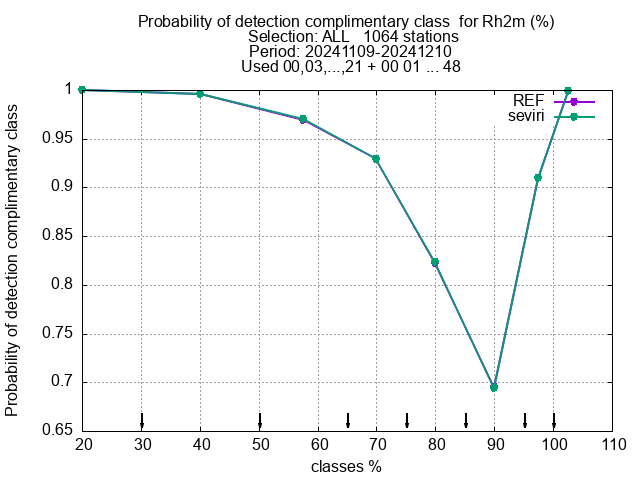 Probability of detection complimentary class  for Rh2m (%)
Selection: ALL   1064 stations
Period: 20241109-20241210
Used 00,03,...,21 + 00 01 ... 48
REF
seviri
Probability of detection complimentary class
1
0.95
0.9
0.85
0.8
0.75
0.7
0.65
20 30 40 50 60 70 80 90 100 110
classes %